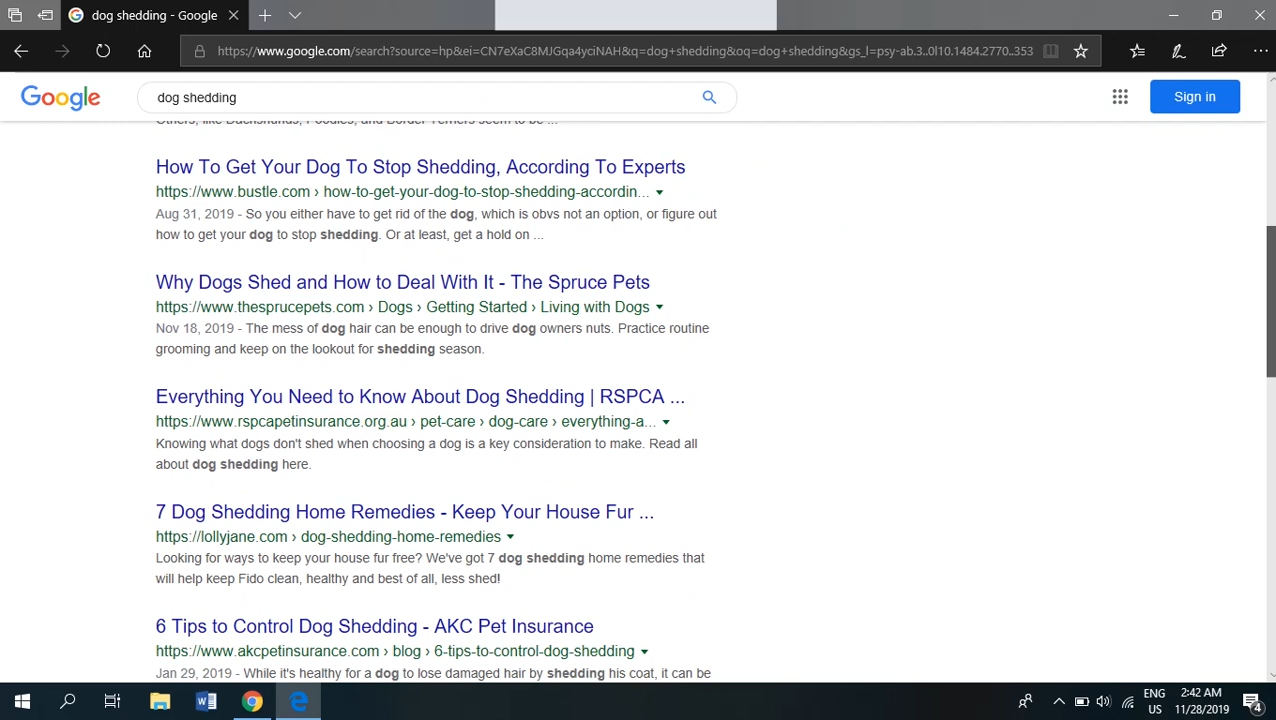 dog shedding - Google
https://www.google.com/search?source=hp&ei=CN7eXaC8MJGqa4yciNAH&q=dog+shedding&oq=dog+shedding&gs_l=psy-ab.3..0l10.1484.2770..353
Google
dog shedding
Sign in
Others, like Dachshunds, Poodles, and Border Terriers seem to be ...
How To Get Your Dog To Stop Shedding, According To Experts
https://www.bustle.com › how-to-get-your-dog-to-stop-shedding-accordin...
Aug 31, 2019 - So you either have to get rid of the dog, which is obvs not an option, or figure out
how to get your dog to stop shedding. Or at least, get a hold on ...
Why Dogs Shed and How to Deal With It - The Spruce Pets
https://www.thesprucepets.com › Dogs › Getting Started › Living with Dogs
Nov 18, 2019 - The mess of dog hair can be enough to drive dog owners nuts. Practice routine
grooming and keep on the lookout for shedding season.
Everything You Need to Know About Dog Shedding | RSPCA ...
https://www.rspcapetinsurance.org.au › pet-care › dog-care › everything-a...
Knowing what dogs don't shed when choosing a dog is a key consideration to make. Read all
about dog shedding here.
7 Dog Shedding Home Remedies - Keep Your House Fur ...
https://lollyjane.com › dog-shedding-home-remedies
Looking for ways to keep your house fur free? We've got 7 dog shedding home remedies that
will help keep Fido clean, healthy and best of all, less shed!
6 Tips to Control Dog Shedding - AKC Pet Insurance
https://www.akcpetinsurance.com › blog › 6-tips-to-control-dog-shedding
Jan 29, 2019 - While it's healthy for a dog to lose damaged hair by shedding his coat, it can be
ENG
US
2:42 AM
11/28/2019
4